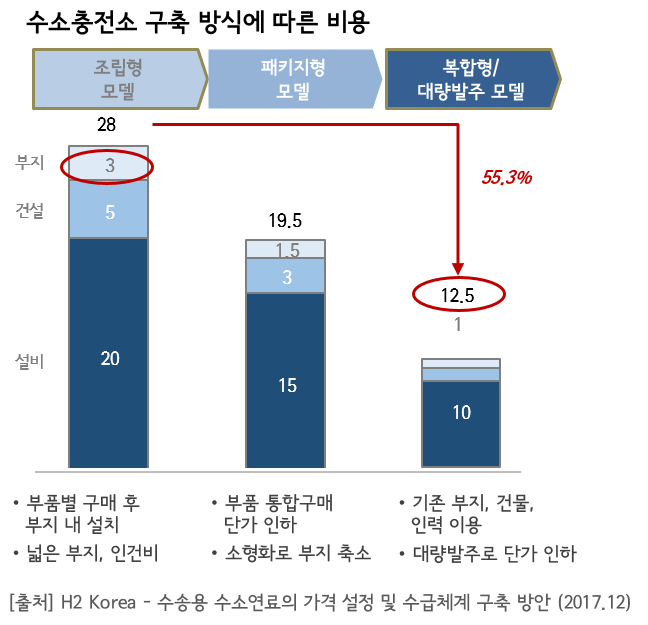 수소충전소 구축 방식에 따른 비용
조립형
모델
패키지형
모델
복합형/
대량발주 모델
28
부지
3
건설
5
설비
20
19.5
1.5
3
15
55.3%
12.5
1
10
• 부품별 구매 후
부지 내 설치
• 넓은 부지, 인건비
• 부품 통합구매
단가 인하
• 소형화로 부지 축소
• 기존 부지, 건물,
인력 이용
• 대량발주로 단가 인하
[출처] H2 Korea - 수송용 수소연료의 가격 설정 및 수급체계 구축 방안 (2017.12)